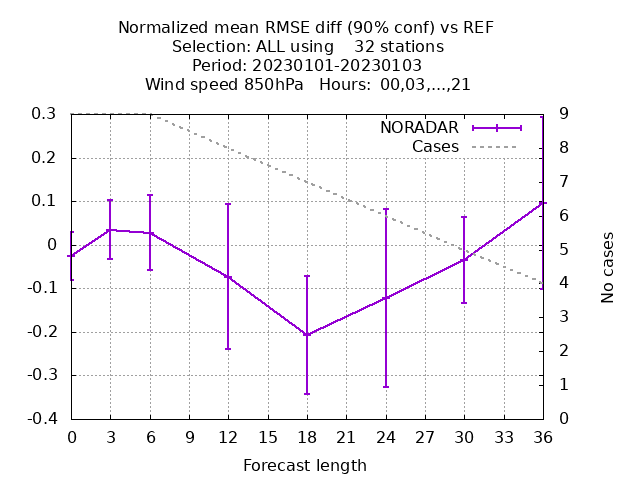 Normalized mean RMSE diff (90% conf) vs REF
Selection: ALL using    32 stations
Period: 20230101-20230103
Wind speed 850hPa   Hours:  00,03,...,21
NORADAR
Cases
0.3
0.2
0.1
0
-0.1
-0.2
-0.3
-0.4
9
8
7
6
5
4
3
2
1
0
No cases
0 3 6 9 12 15 18 21 24 27 30 33 36
Forecast length